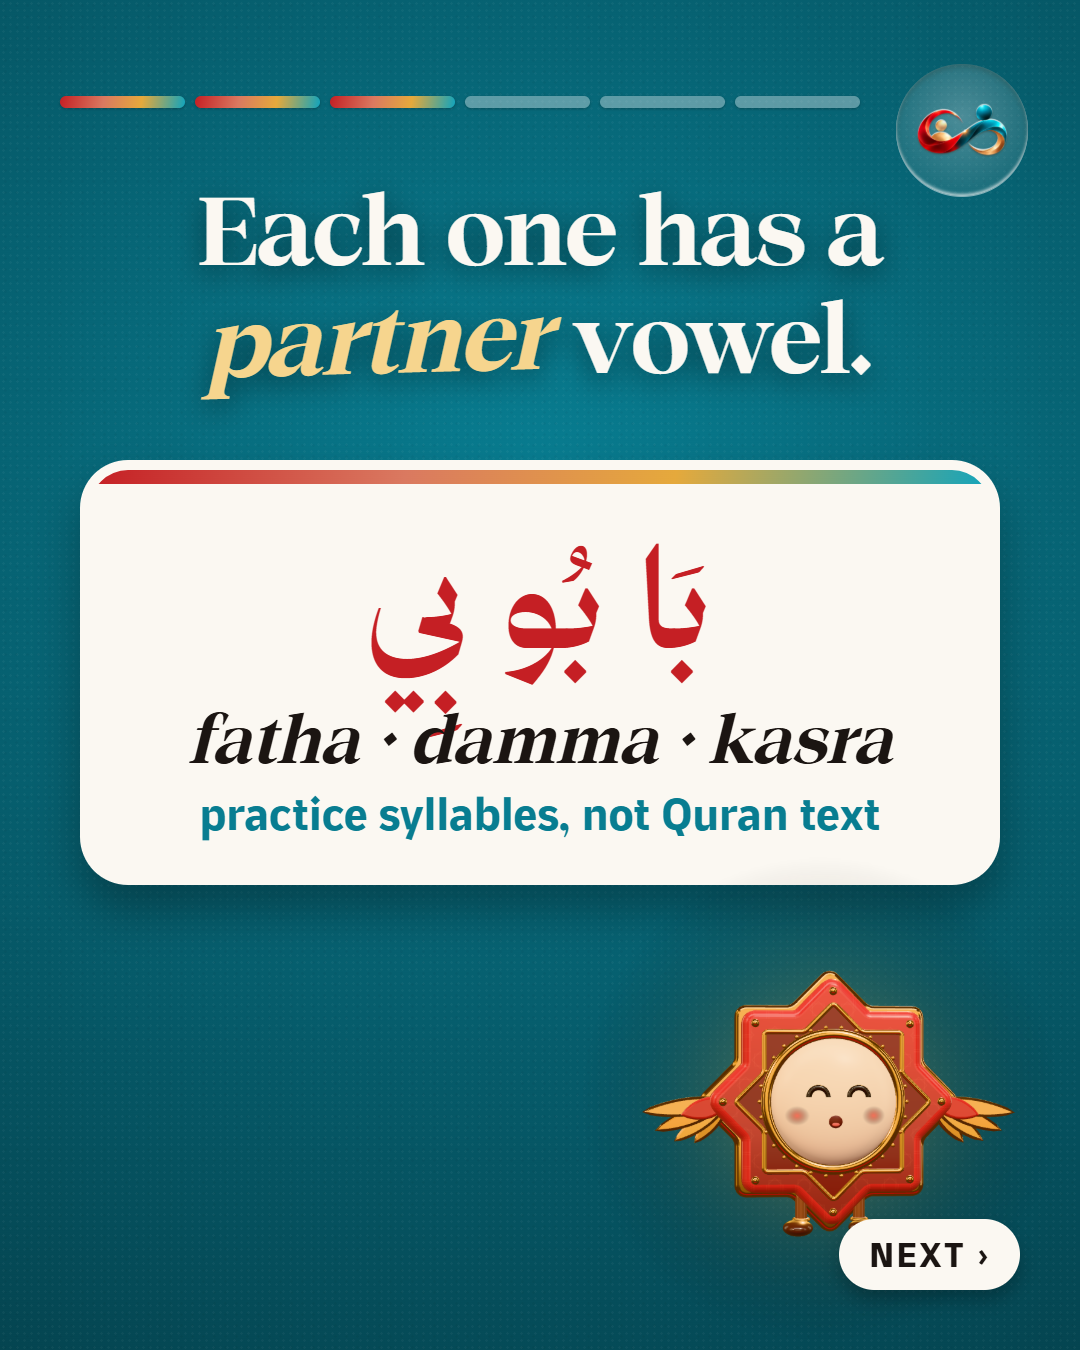 Each one has a
partner vowel.
بَا بُو بِي
fatha · damma · kasra
practice syllables, not Quran text
NEXT ›